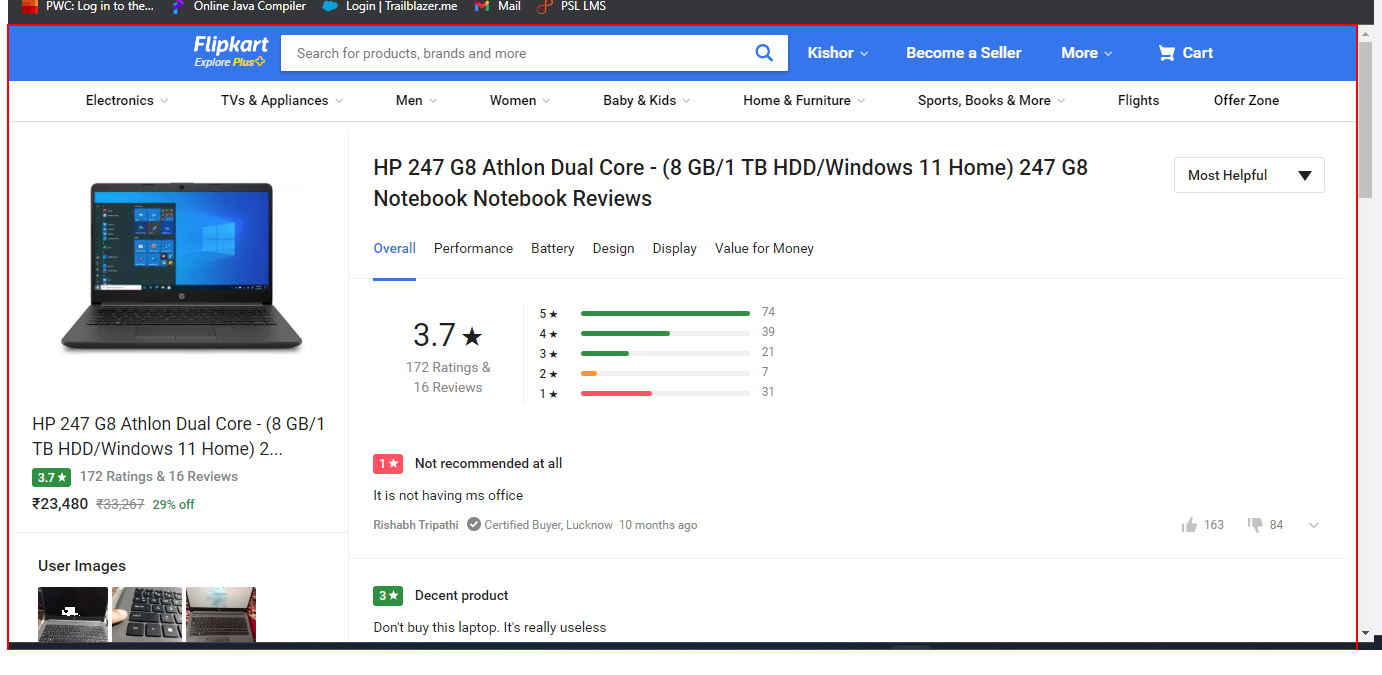 PWC: Log in to the... Online Java Compiler Login | Trailblazer.me Mail PSL LMS
Flipkart
Explore Plus
Search for products, brands and more
Kishor Become a Seller More Cart
Electronics TVs & Appliances Men Women Baby & Kids Home & Furniture Sports, Books & More Flights Offer Zone
HP 247 G8 Athlon Dual Core - (8 GB/1 TB HDD/Windows 11 Home) 247 G8
Notebook Notebook Reviews
Most Helpful
Overall Performance Battery Design Display Value for Money
3.7★
172 Ratings &
16 Reviews
5★ 74
4★ 39
3★ 21
2★ 7
1★ 31
HP 247 G8 Athlon Dual Core - (8 GB/1
TB HDD/Windows 11 Home) 2...
3.7★ 172 Ratings & 16 Reviews
₹23,480 ₹33,267 29% off
User Images
1★ Not recommended at all
It is not having ms office
Rishabh Tripathi Certified Buyer, Lucknow 10 months ago 163 84
3★ Decent product
Don't buy this laptop. It's really useless